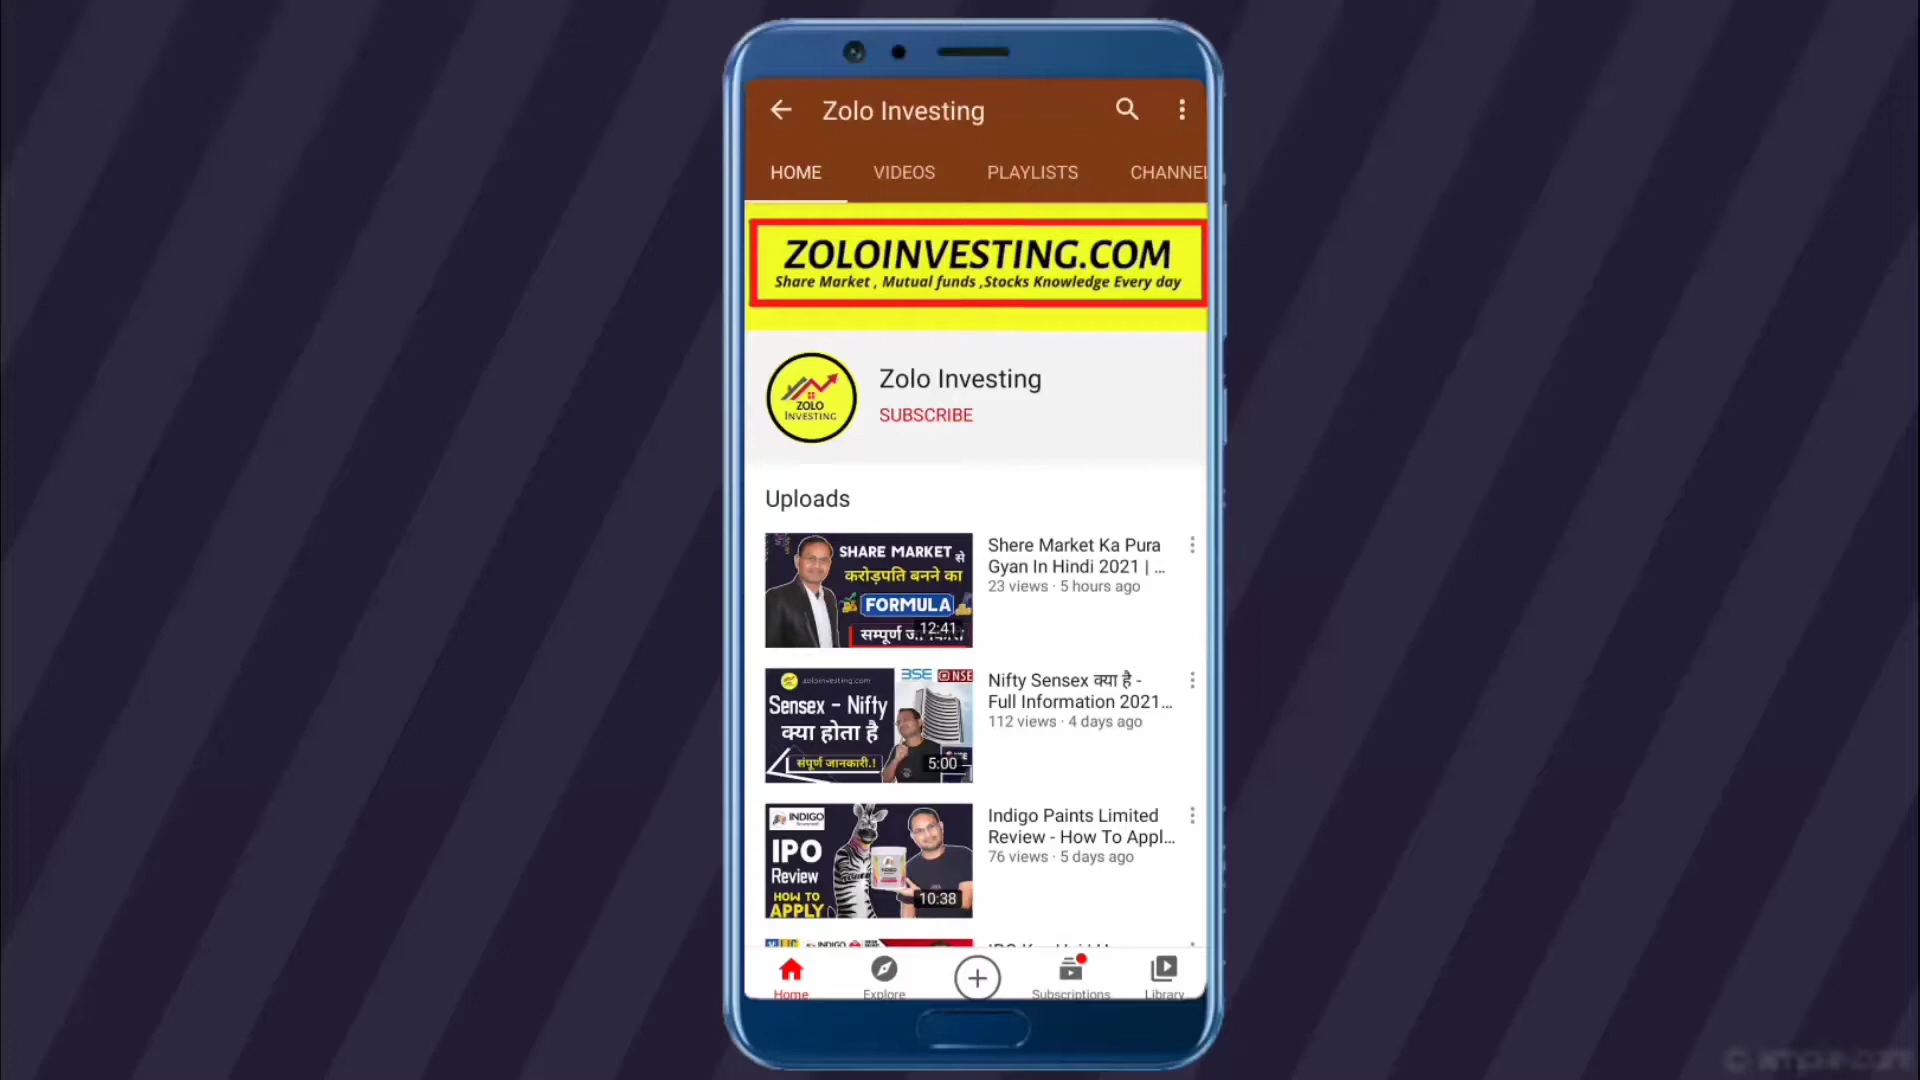 Zolo Investing
HOME VIDEOS PLAYLISTS CHANNEL
ZOLOINVESTING.COM
Share Market , Mutual funds ,Stocks Knowledge Every day
ZOLO
INVESTING
Zolo Investing
SUBSCRIBE
Uploads
SHARE MARKET से
करोड़पति बनने का
FORMULA
सम्पूर्ण
12:41
Shere Market Ka Pura
Gyan In Hindi 2021 | ...
23 views · 5 hours ago
zoloinvesting.com
BSE NSE
Sensex - Nifty
क्या होता है
संपूर्ण जानकारी.!
5:00
Nifty Sensex क्या है -
Full Information 2021...
112 views · 4 days ago
INDIGO
IPO
Review
HOW TO
APPLY
10:38
Indigo Paints Limited
Review - How To Appl...
76 views · 5 days ago
INDIGO
Home Explore Subscriptions Library